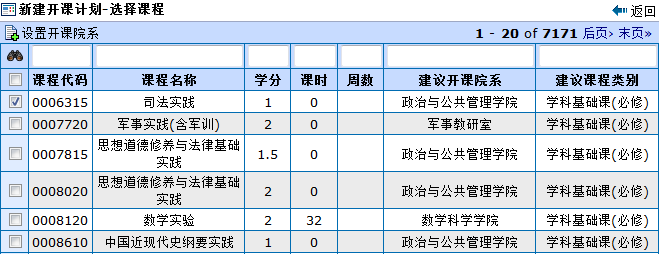 新建开课计划-选择课程 返回
设置开课院系 1 - 20 of 7171 后页› 末页»
课程代码 课程名称 学分 课时 周数 建议开课院系 建议课程类别
0006315 司法实践 1 0 政治与公共管理学院 学科基础课(必修)
0007720 军事实践(含军训) 2 0 军事教研室 学科基础课(必修)
0007815 思想道德修养与法律基础 1.5 0 政治与公共管理学院 学科基础课(必修)
实践
0008020 思想道德修养与法律基础 2 0 政治与公共管理学院 学科基础课(必修)
实践
0008120 数学实验 2 32 数学科学学院 学科基础课(必修)
0008610 中国近现代史纲要实践 1 0 政治与公共管理学院 学科基础课(必修)